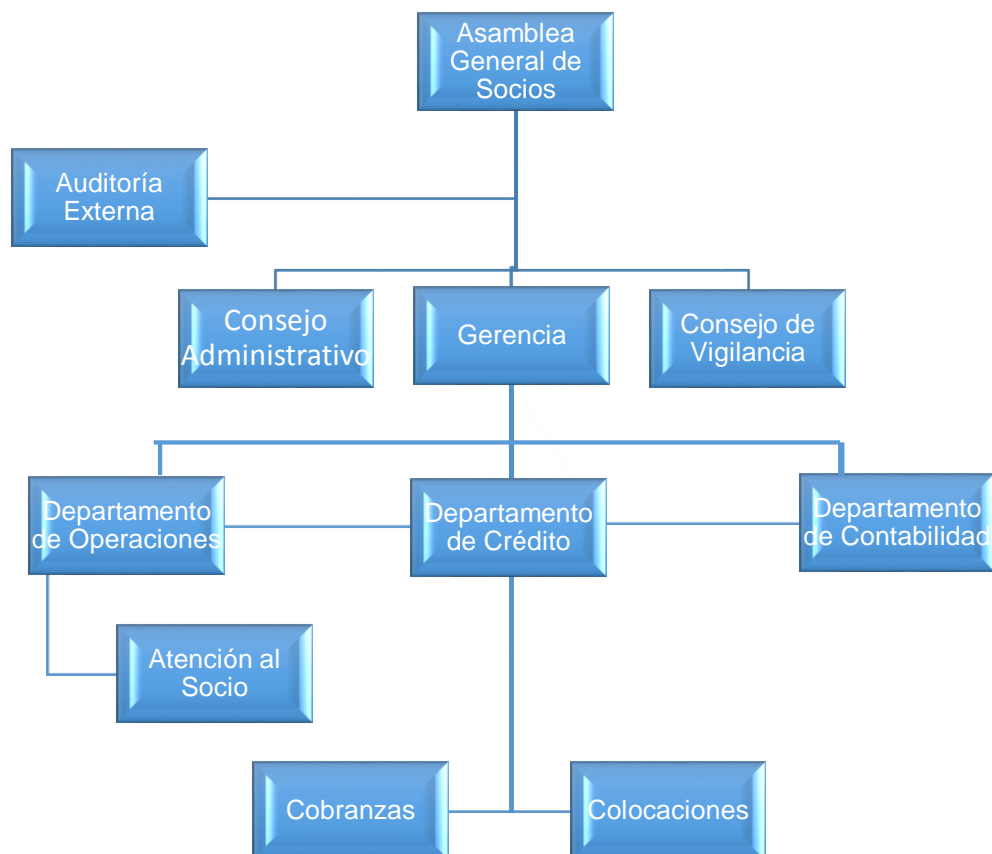 Asamblea
General de
Socios
Auditoría
Externa
Consejo
Administrativo
Gerencia
Consejo de
Vigilancia
Departamento
de Operaciones
Departamento
de Crédito
Departamento
de Contabilidad
Atención al
Socio
Cobranzas
Colocaciones